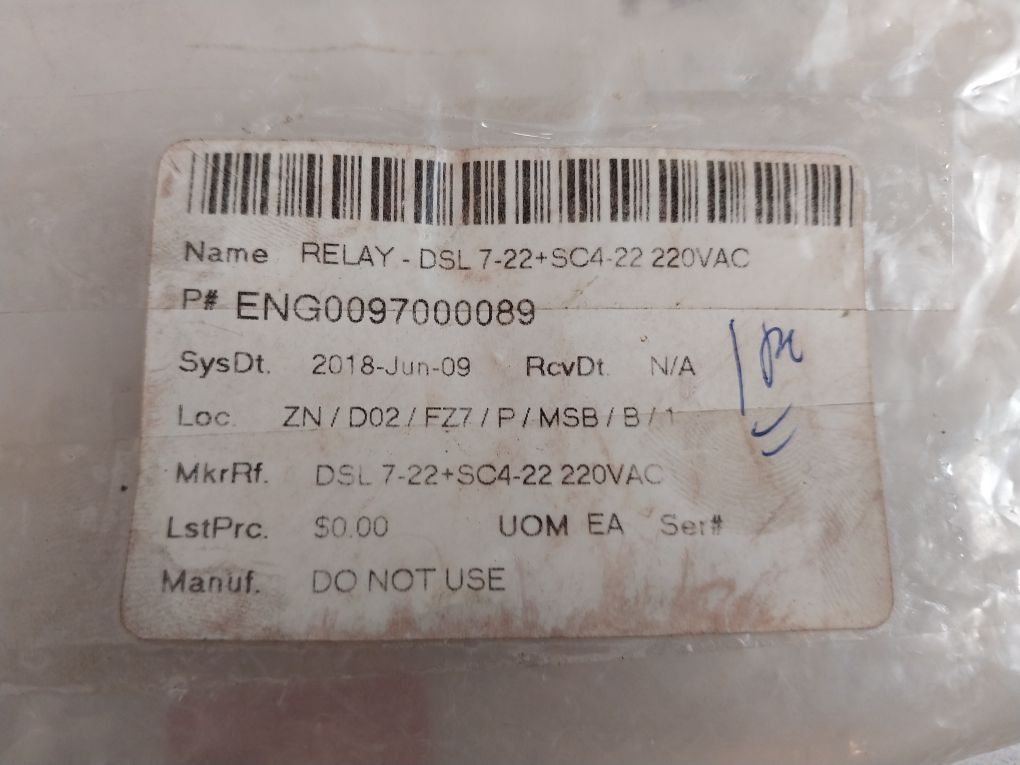 Name RELAY - DSL 7-22+SC4-22 220VAC
P# ENG0097000089
SysDt. 2018-Jun-09 RcvDt. N/A
Loc. ZN / D02 / FZ7 / P / MSB / B / 1
MkrRf. DSL 7-22+SC4-22 220VAC
LstPrc. $0.00 UOM EA Ser#
Manuf. DO NOT USE